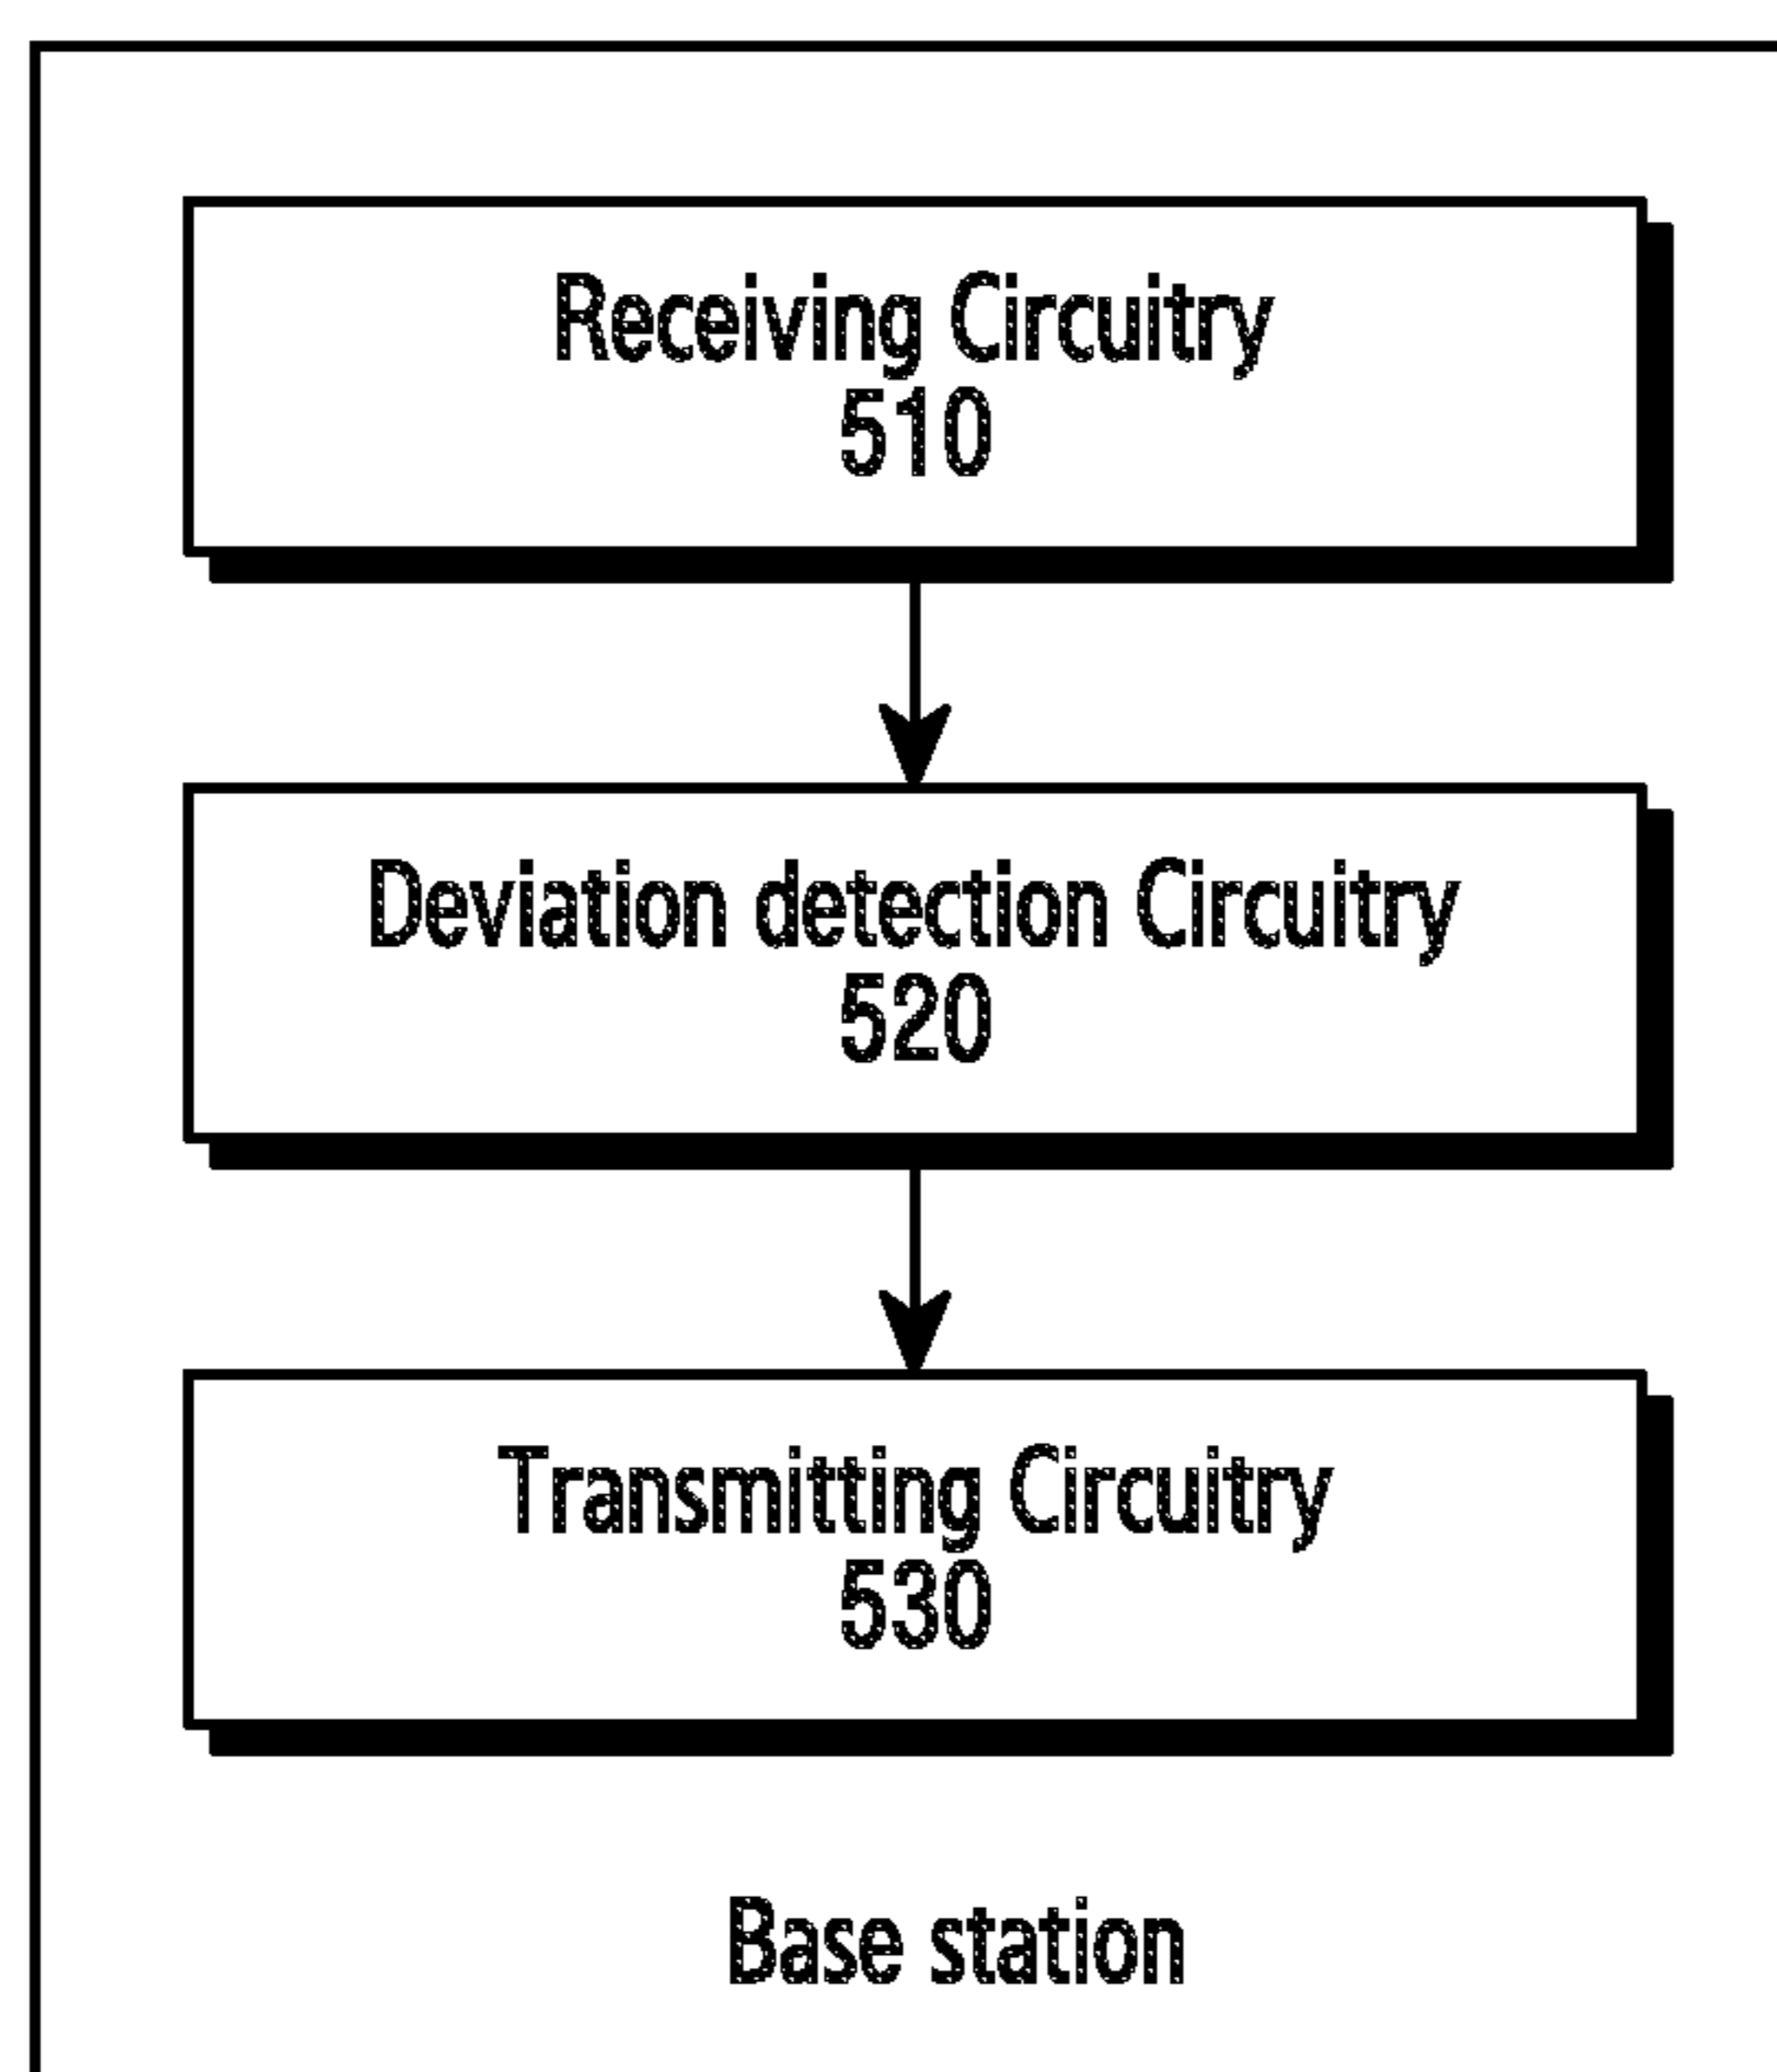 Receiving Circuitry
510
Deviation detection Circuitry
520
Transmitting Circuitry
530
Base station